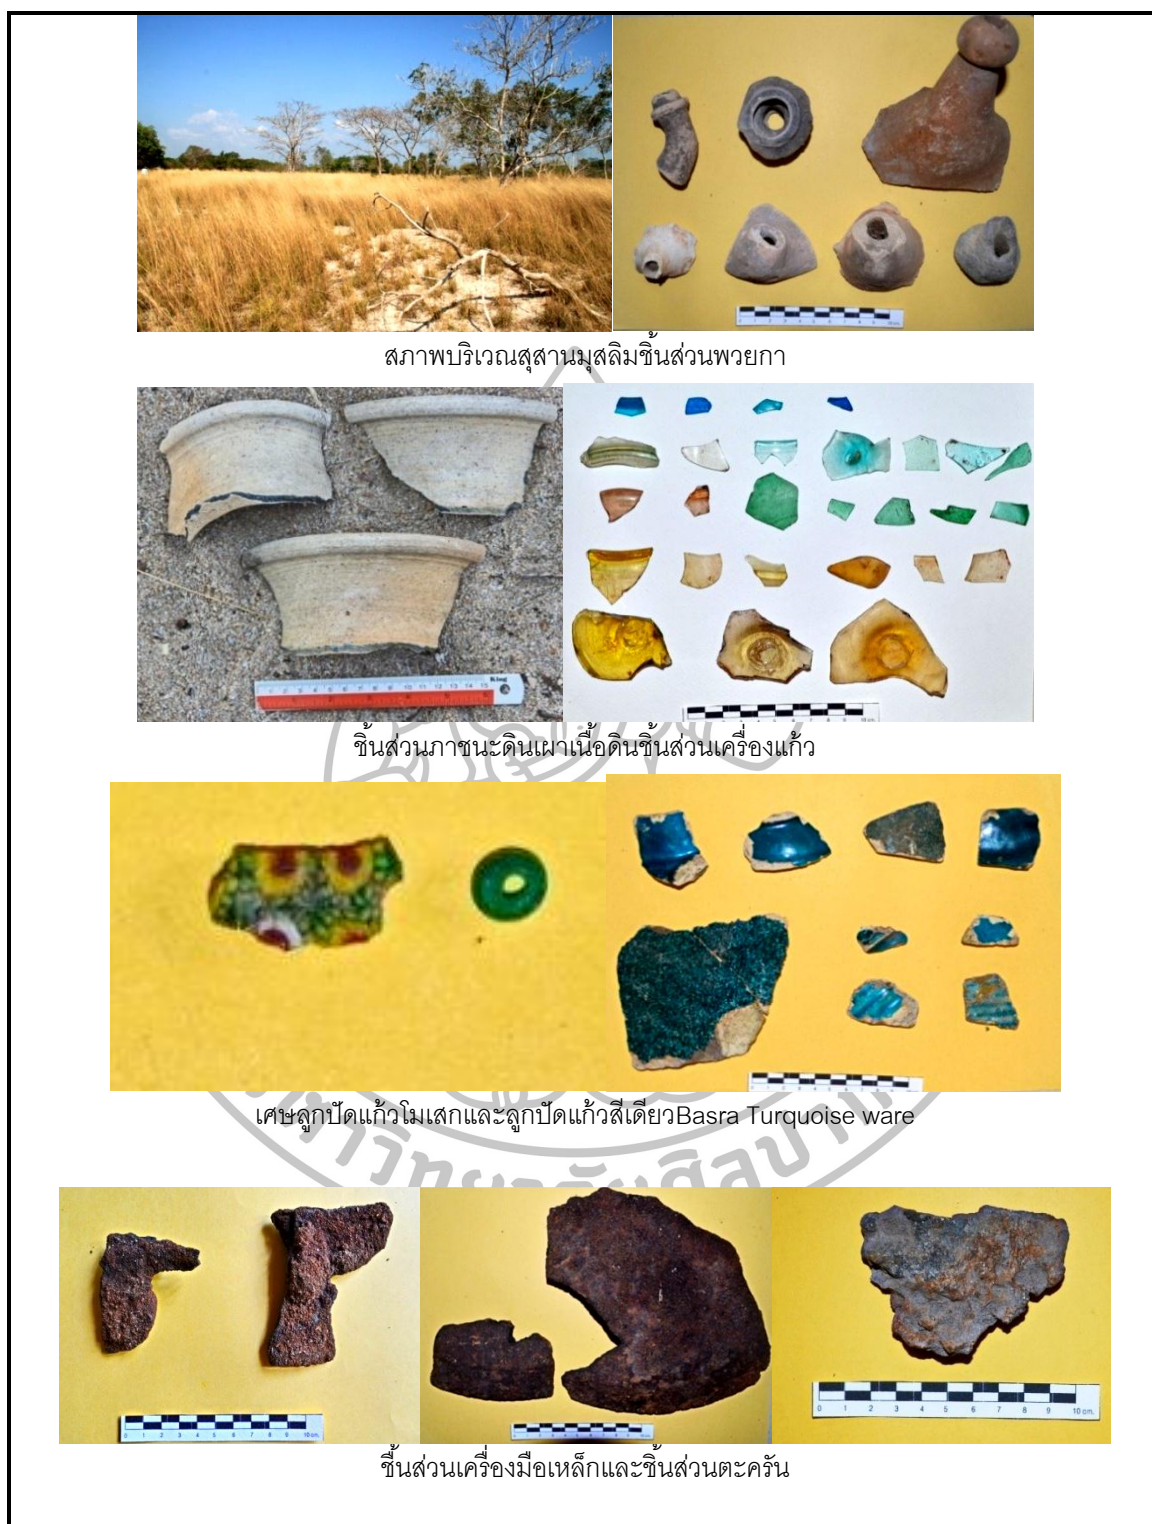 สภาพบริเวณสุสานมุสลิมชิ้นส่วนพวยกา
ชิ้นส่วนภาชนะดินเผาเนื้อดินชิ้นส่วนเครื่องแก้ว
เศษลูกปัดแก้วโมเสกและลูกปัดแก้วสีเดียวBasra Turquoise ware
ชิ้นส่วนเครื่องมือเหล็กและชิ้นส่วนตะครัน